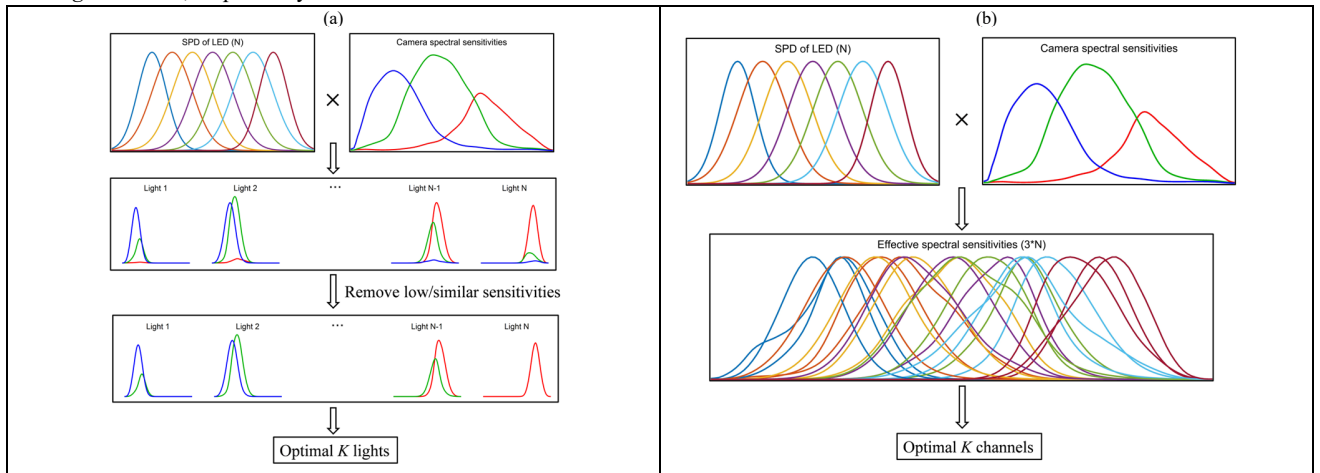 (a)
SPD of LED (N)
Camera spectral sensitivities
×
Light 1
Light 2
...
Light N-1
Light N
Remove low/similar sensitivities
Light 1
Light 2
...
Light N-1
Light N
Optimal K lights
(b)
SPD of LED (N)
Camera spectral sensitivities
×
Effective spectral sensitivities (3*N)
Optimal K channels